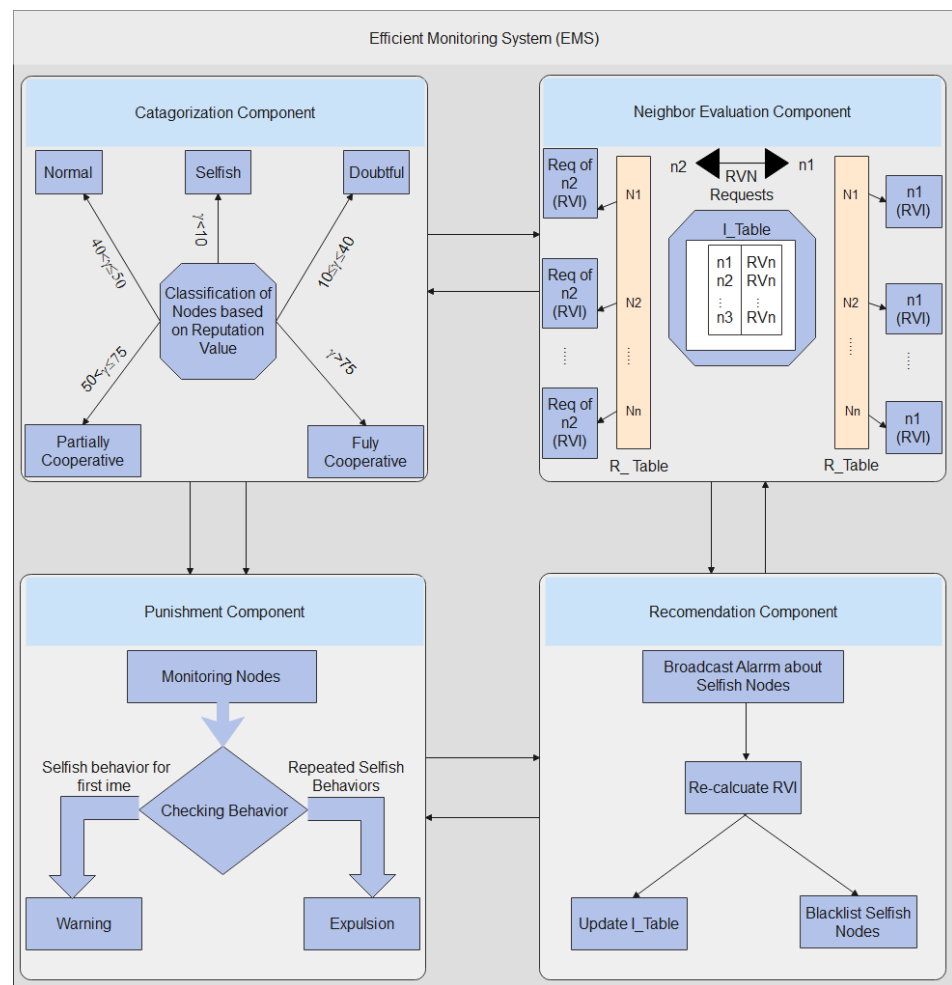 Efficient Monitoring System (EMS)
Catagorization Component
Normal
Selfish
Doubtful
40<γ≤50
γ<10
10≤γ≤40
Classification of
Nodes based
on Reputation
Value
50<γ≤75
γ>75
Partially
Cooperative
Fuly
Cooperative
Neighbor Evaluation Component
Req of
n2
(RVI)
Req of
n2
(RVI)
....
Req of
n2
(RVI)
N1
N2
....
Nn
R_ Table
n2
n1
RVN
Requests
I_Table
n1 RVn
n2 RVn
... ...
n3 RVn
N1
N2
....
Nn
R_Table
n1
(RVI)
n1
(RVI)
....
n1
(RVI)
Punishment Component
Monitoring Nodes
Selfish behavior for
first ime
Repeated Selfish
Behaviors
Checking Behavior
Warning
Expulsion
Recomendation Component
Broadcast Alarrm about
Selfish Nodes
Re-calcuate RVI
Update I_Table
Blacklist Selfish
Nodes